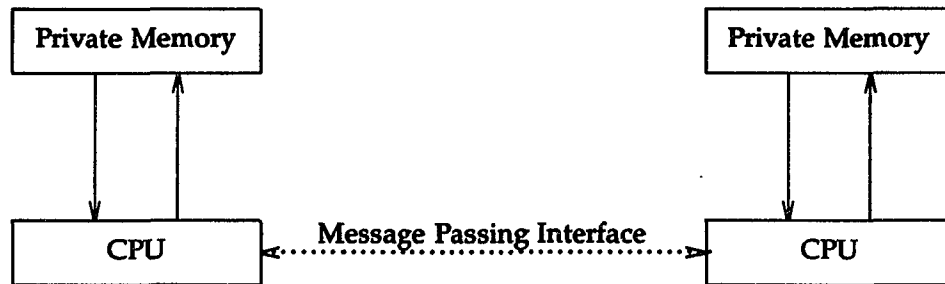 Private Memory
Private Memory
CPU
Message Passing Interface
CPU